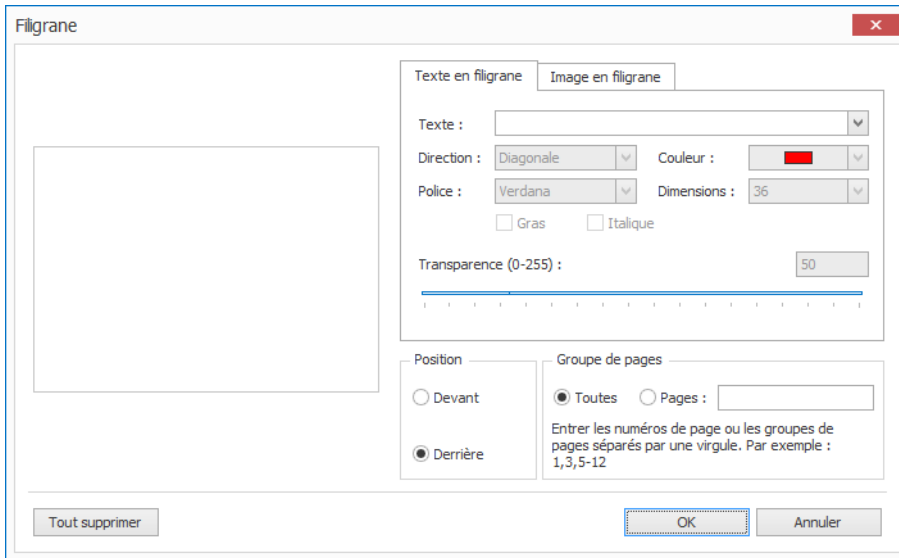 Filigrane
Texte en filigrane
Image en filigrane
Texte :
Direction :
Diagonale
Couleur :
Police :
Verdana
Dimensions :
36
Gras
Italique
Transparence (0-255) :
50
Position
Devant
Derrière
Groupe de pages
Toutes
Pages :
Entrer les numéros de page ou les groupes de
pages séparés par une virgule. Par exemple :
1,3,5-12
Tout supprimer
OK
Annuler